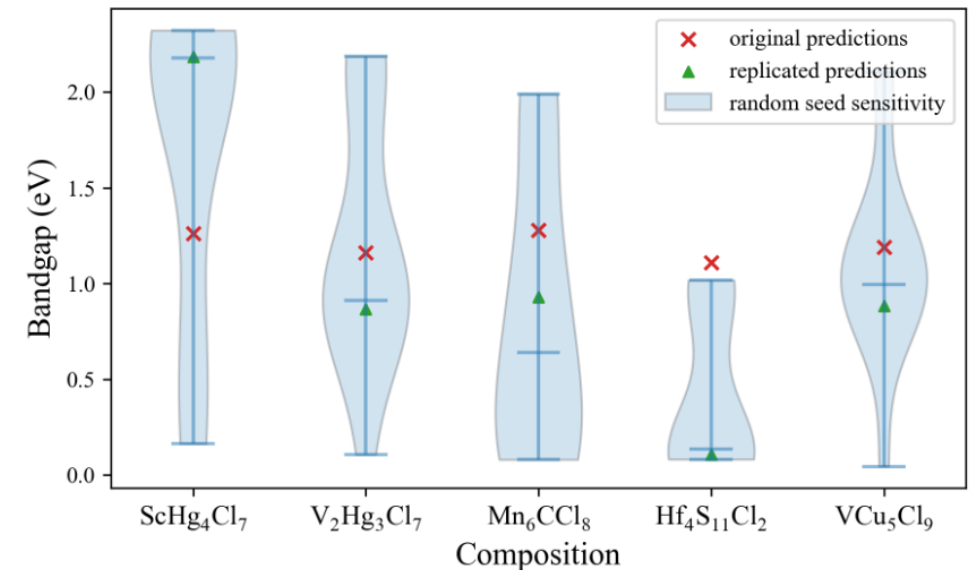 original predictions
replicated predictions
random seed sensitivity
Bandgap (eV)
2.0
1.5
1.0
0.5
0.0
ScHg₄Cl₇ V₂Hg₃Cl₇ Mn₆CCl₈ Hf₄S₁₁Cl₂ VCu₅Cl₉
Composition